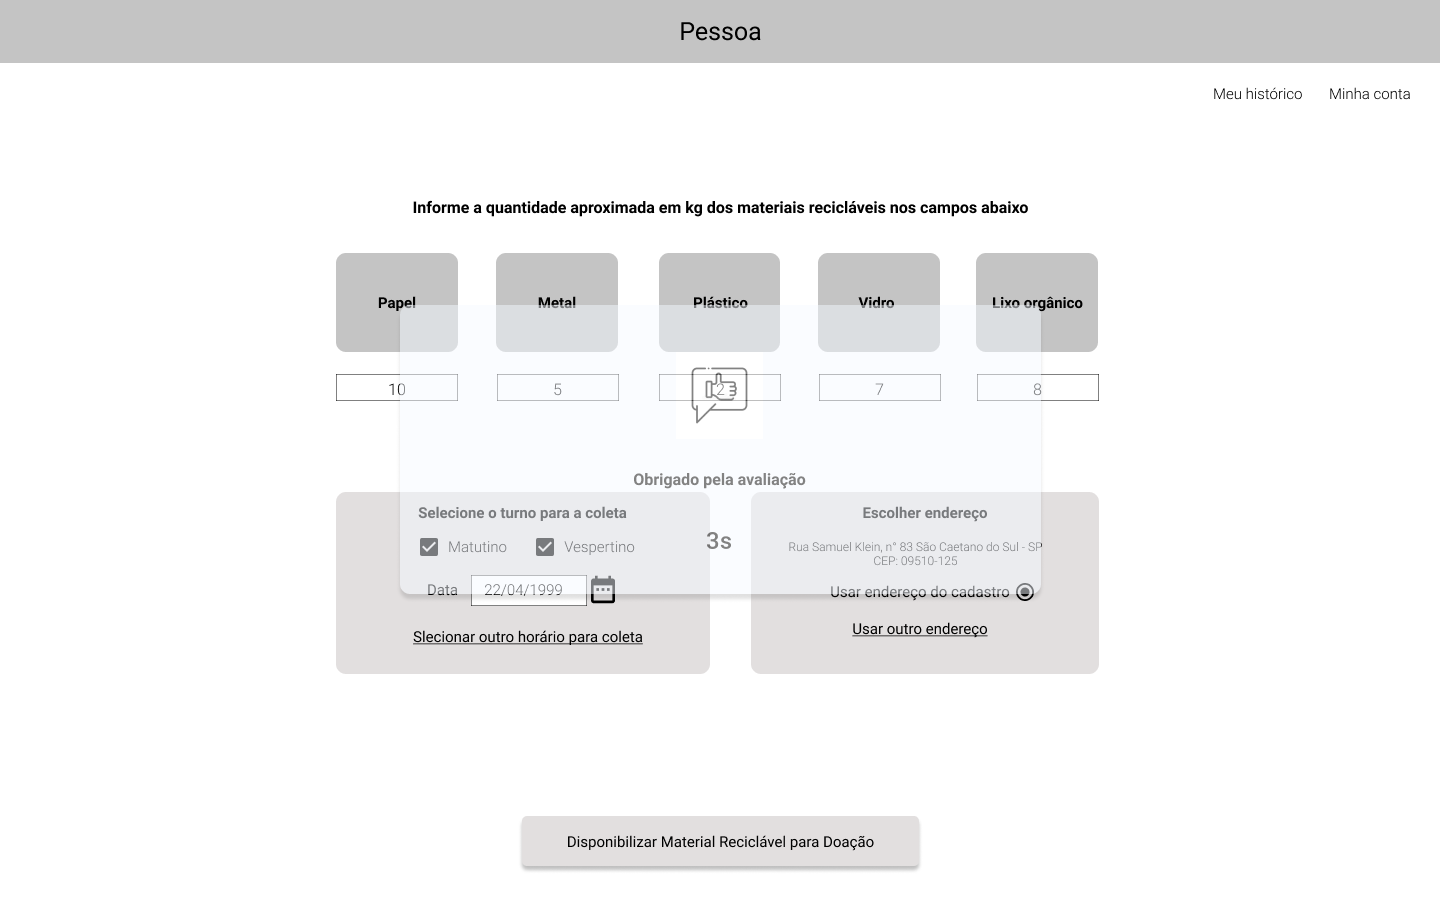 Pessoa
Meu histórico
Minha conta
Informe a quantidade aproximada em kg dos materiais recicláveis nos campos abaixo
Papel
Metal
Plástico
Vidro
Lixo orgânico
10
5
2
7
8
Obrigado pela avaliação
3s
Selecione o turno para a coleta
Matutino
Vespertino
Data
22/04/1999
Slecionar outro horário para coleta
Escolher endereço
Rua Samuel Klein, n° 83 São Caetano do Sul - SP
CEP: 09510-125
Usar endereço do cadastro
Usar outro endereço
Disponibilizar Material Reciclável para Doação